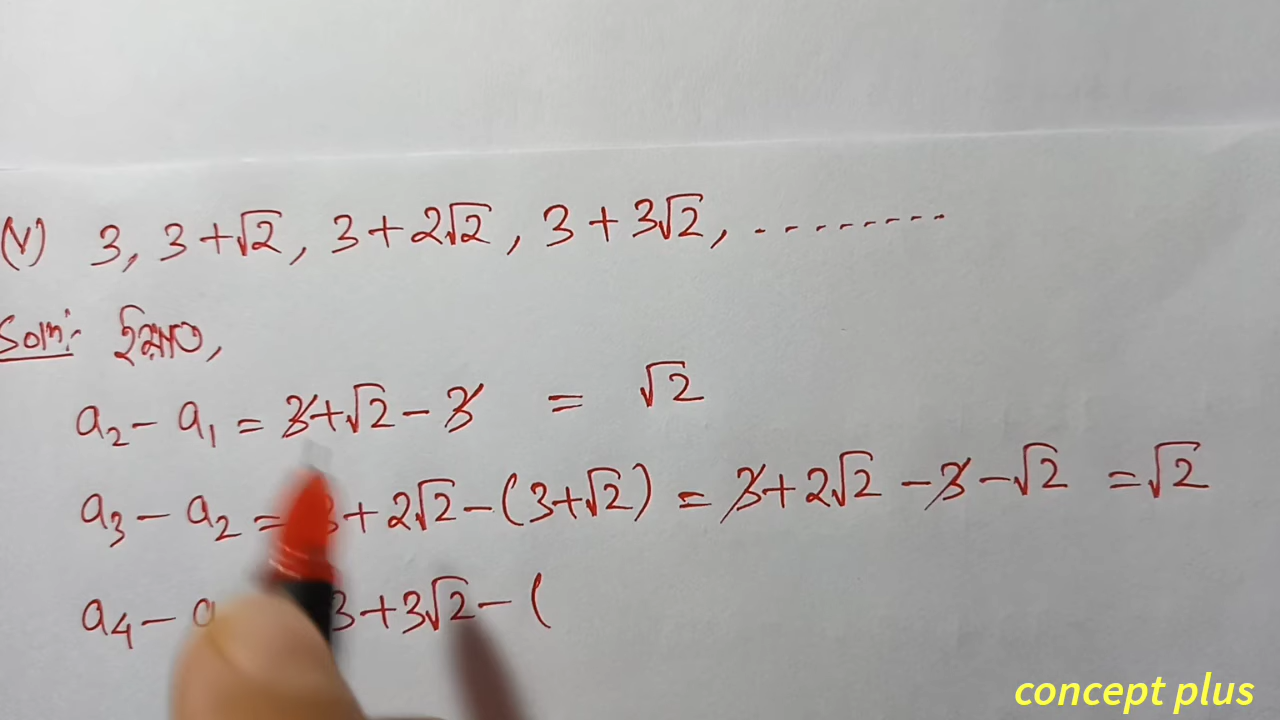 (V) 3, 3+√2, 3+2√2, 3+3√2, .........
Soln:- ইয়াত,
a₂ - a₁ = 3+√2 - 3 = √2
a₃ - a₂ = 3+2√2-(3+√2) = 3+2√2-3-√2 = √2
a₄ - a 3+3√2-(
concept plus